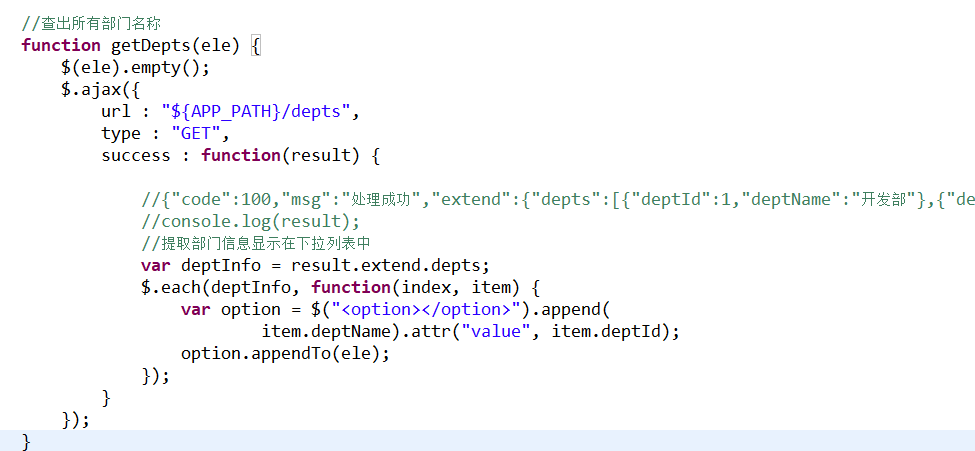 //查出所有部门名称
function getDepts(ele) {
$(ele).empty();
$.ajax({
url : "${APP_PATH}/depts",
type : "GET",
success : function(result) {
//{"code":100,"msg":"处理成功","extend":{"depts":[{"deptId":1,"deptName":"开发部"},{"de
//console.log(result);
//提取部门信息显示在下拉列表中
var deptInfo = result.extend.depts;
$.each(deptInfo, function(index, item) {
var option = $("<option></option>").append(
item.deptName).attr("value", item.deptId);
option.appendTo(ele);
});
}
});
}